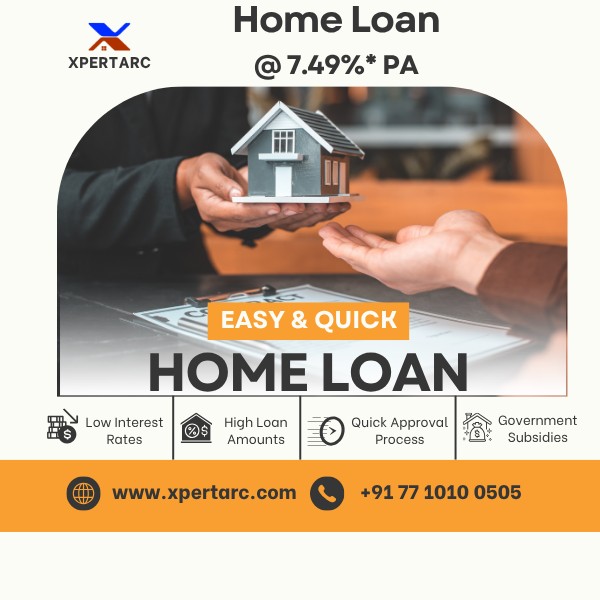 Home Loan
@ 7.49%* PA
XPERTARC
CONTRACT
EASY & QUICK
HOME LOAN
Low Interest
Rates
High Loan
Amounts
Quick Approval
Process
Government
Subsidies
www.xpertarc.com
+91 77 1010 0505